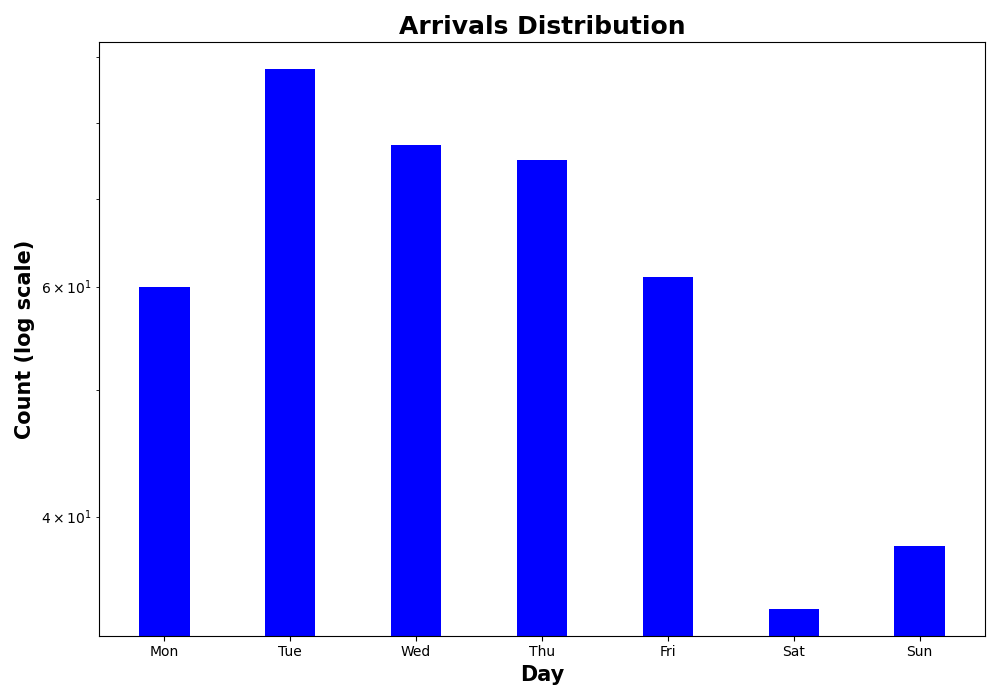 Arrivals Distribution
Count (log scale)
6 × 10¹
4 × 10¹
Mon Tue Wed Thu Fri Sat Sun
Day